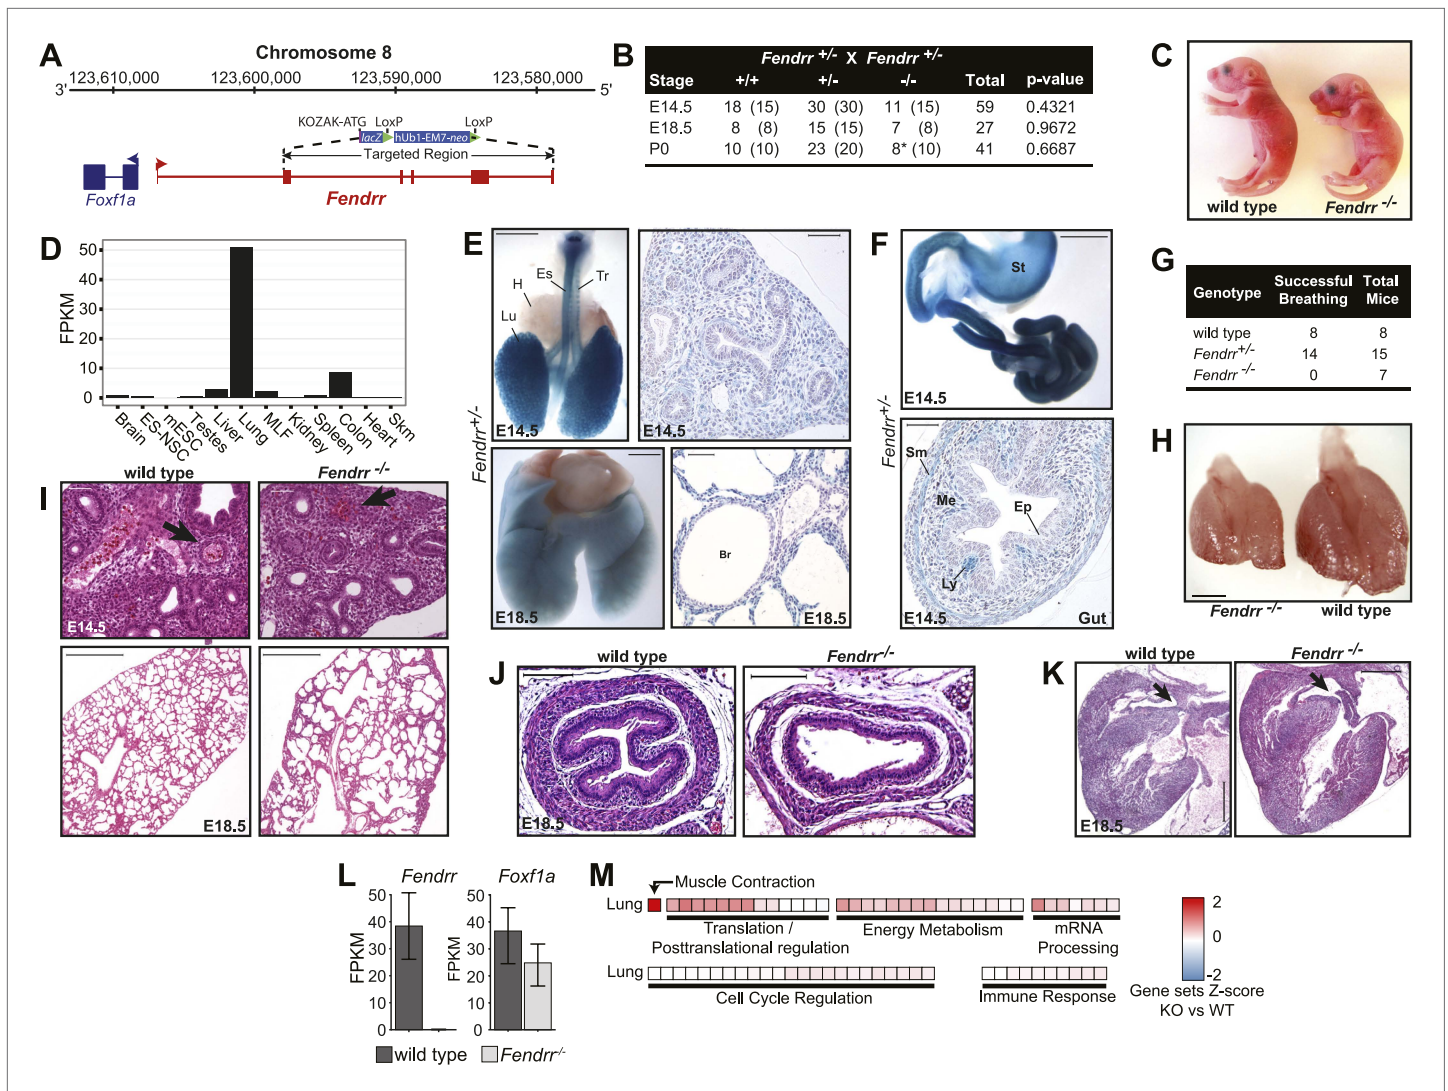 A
Chromosome 8
123,610,000 123,600,000 123,590,000 123,580,000
3' 5'
KOZAK-ATG LoxP LoxP
lacZ hUb1-EM7-neo
Targeted Region
Foxf1a Fendrr
B
Fendrr +/- X Fendrr +/-
Stage +/+ +/- -/- Total p-value
E14.5 18 (15) 30 (30) 11 (15) 59 0.4321
E18.5 8 (8) 15 (15) 7 (8) 27 0.9672
P0 10 (10) 23 (20) 8* (10) 41 0.6687
C
wild type Fendrr -/-
D
FPKM
50
40
30
20
10
0
Brain ES-NSC mESC Testes Liver Lung MLF Kidney Spleen Colon Heart Skm
E
Fendrr+/-
Es Tr
H
Lu
E14.5 E14.5
Br
E18.5 E18.5
F
Fendrr+/-
St
E14.5
Sm
Me
Ep
Ly
E14.5 Gut
G
Genotype Successful Breathing Total Mice
wild type 8 8
Fendrr+/- 14 15
Fendrr -/- 0 7
H
Fendrr -/- wild type
I
wild type Fendrr -/-
E14.5
E18.5
J
wild type Fendrr-/-
E18.5
K
wild type Fendrr -/-
E18.5
L
Fendrr Foxf1a
FPKM FPKM
50 50
40 40
30 30
20 20
10 10
0 0
wild type Fendrr-/-
M
Muscle Contraction
Lung
Translation / Posttranslational regulation
Energy Metabolism
mRNA Processing
Lung
Cell Cycle Regulation
Immune Response
2
0
-2
Gene sets Z-score
KO vs WT